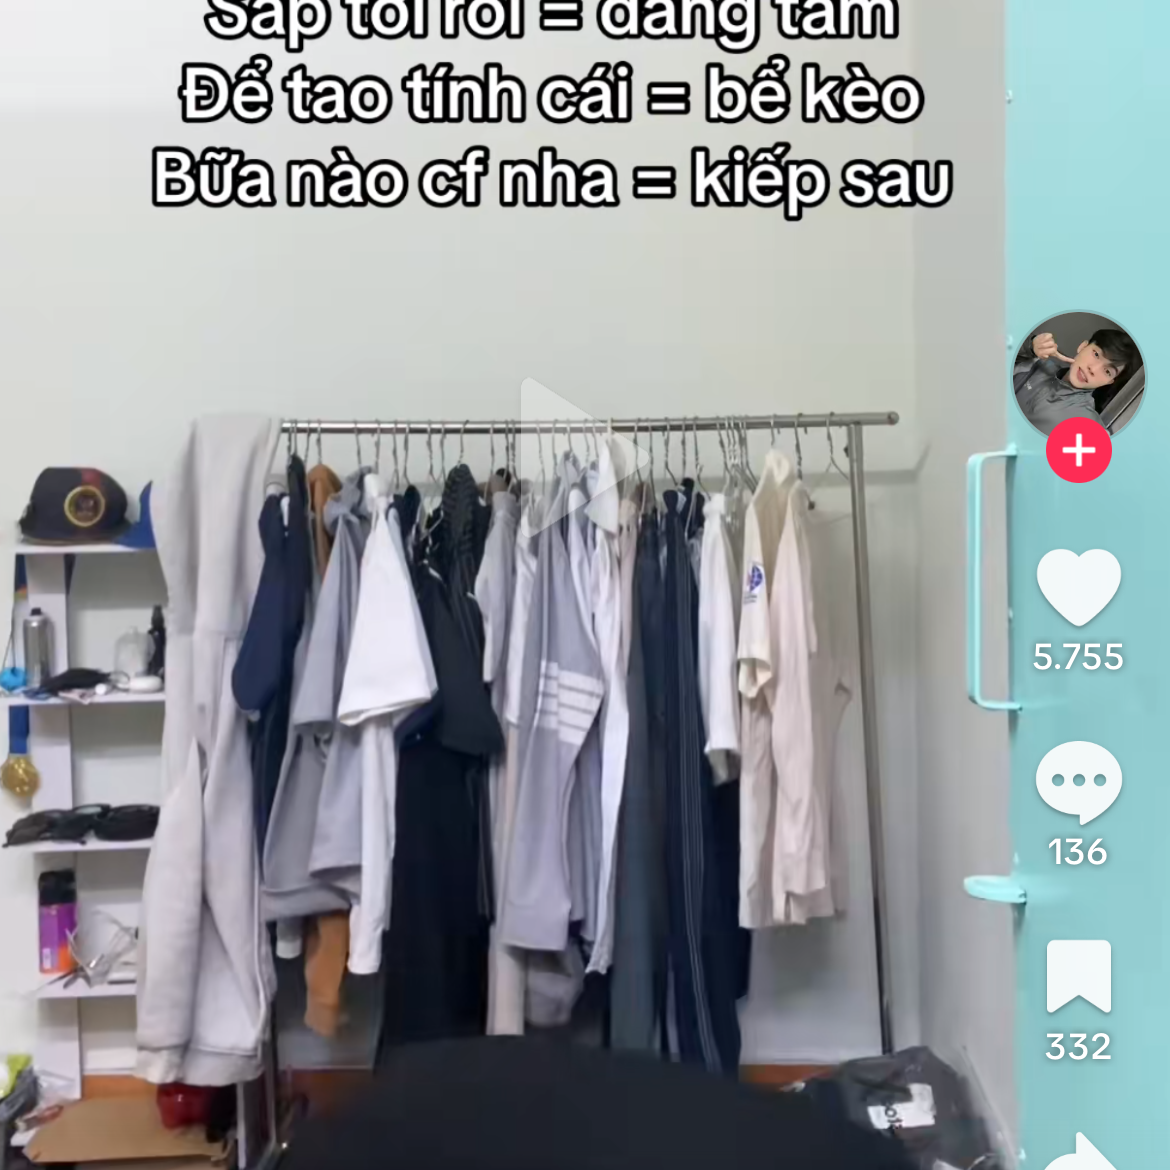 Sắp tới rồi = đang tắm
Để tao tính cái = bể kèo
Bữa nào cf nha = kiếp sau
5.755
136
332